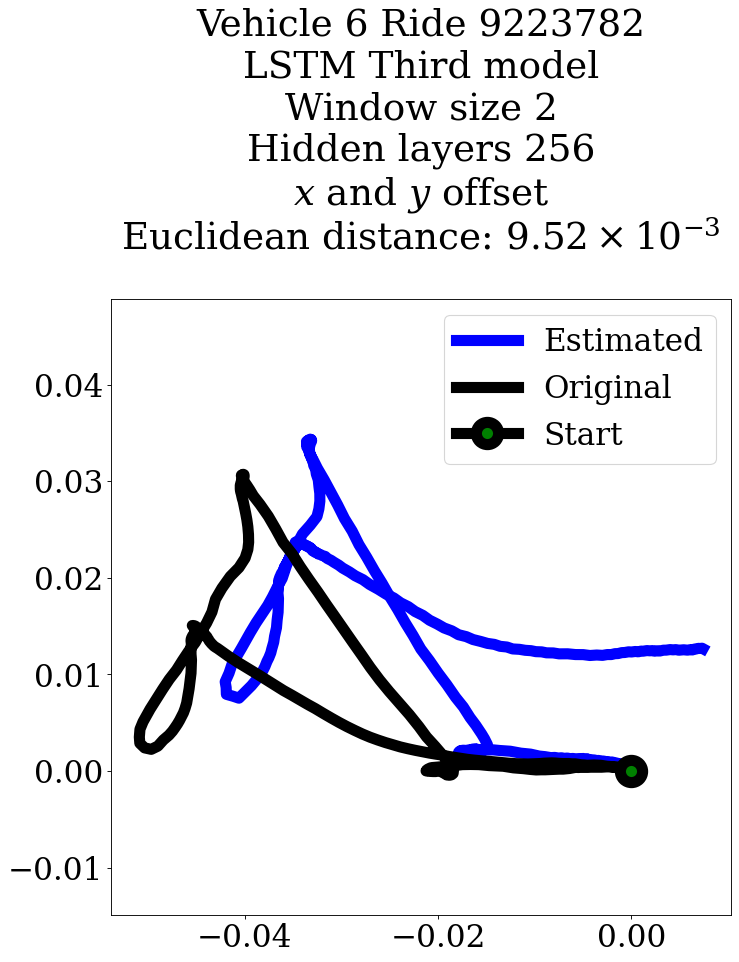 Vehicle 6 Ride 9223782
LSTM Third model
Window size 2
Hidden layers 256
x and y offset
Euclidean distance: 9.52 × 10⁻³
Estimated
Original
Start
0.04
0.03
0.02
0.01
0.00
−0.01
−0.04
−0.02
0.00